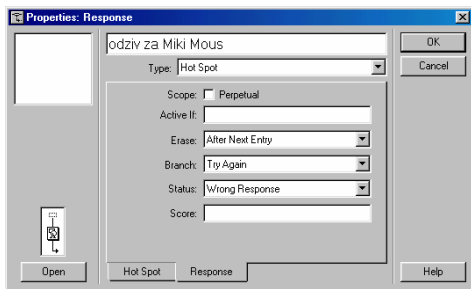 Properties: Response
odziv za Miki Mous
OK
Type: Hot Spot
Cancel
Scope: Perpetual
Active If:
Erase: After Next Entry
Branch: Try Again
Status: Wrong Response
Score:
Open
Hot Spot
Response
Help